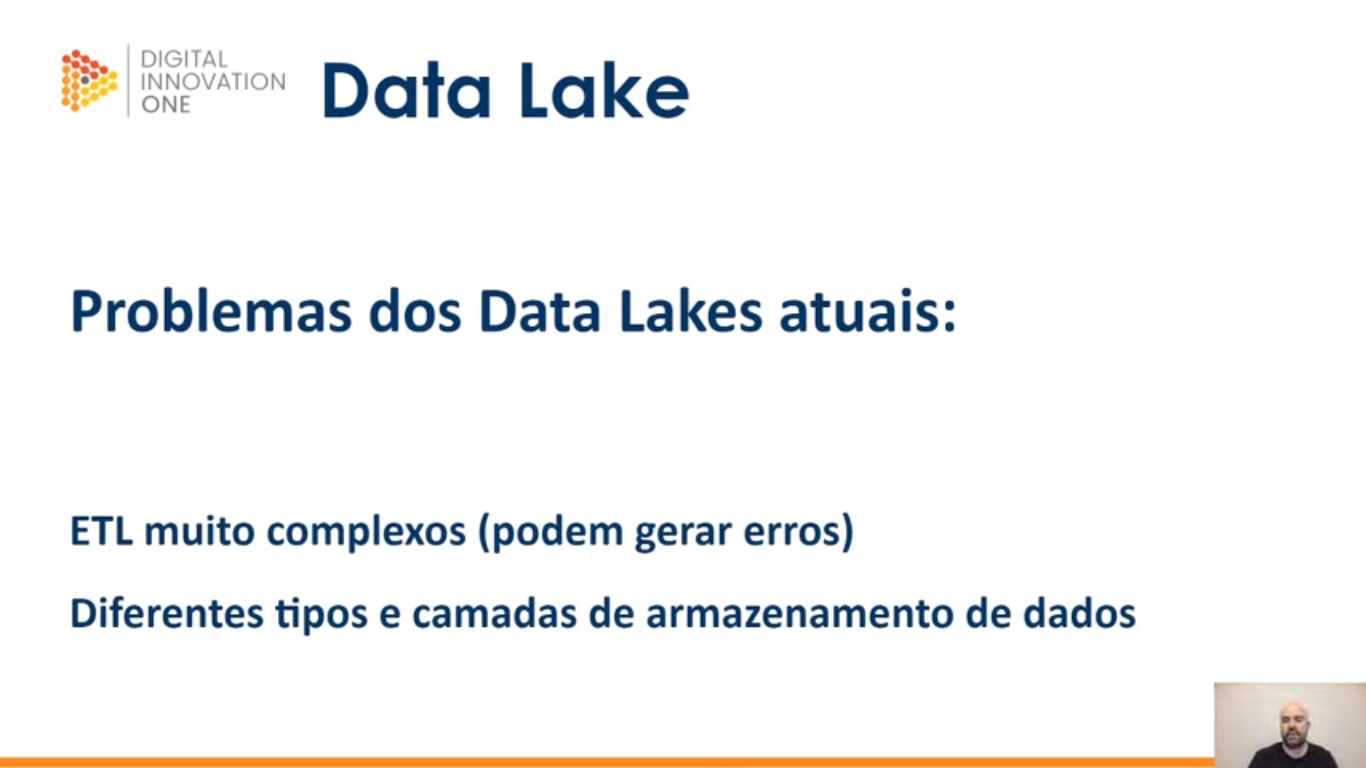 DIGITAL
INNOVATION
ONE
Data Lake
Problemas dos Data Lakes atuais:
ETL muito complexos (podem gerar erros)
Diferentes tipos e camadas de armazenamento de dados